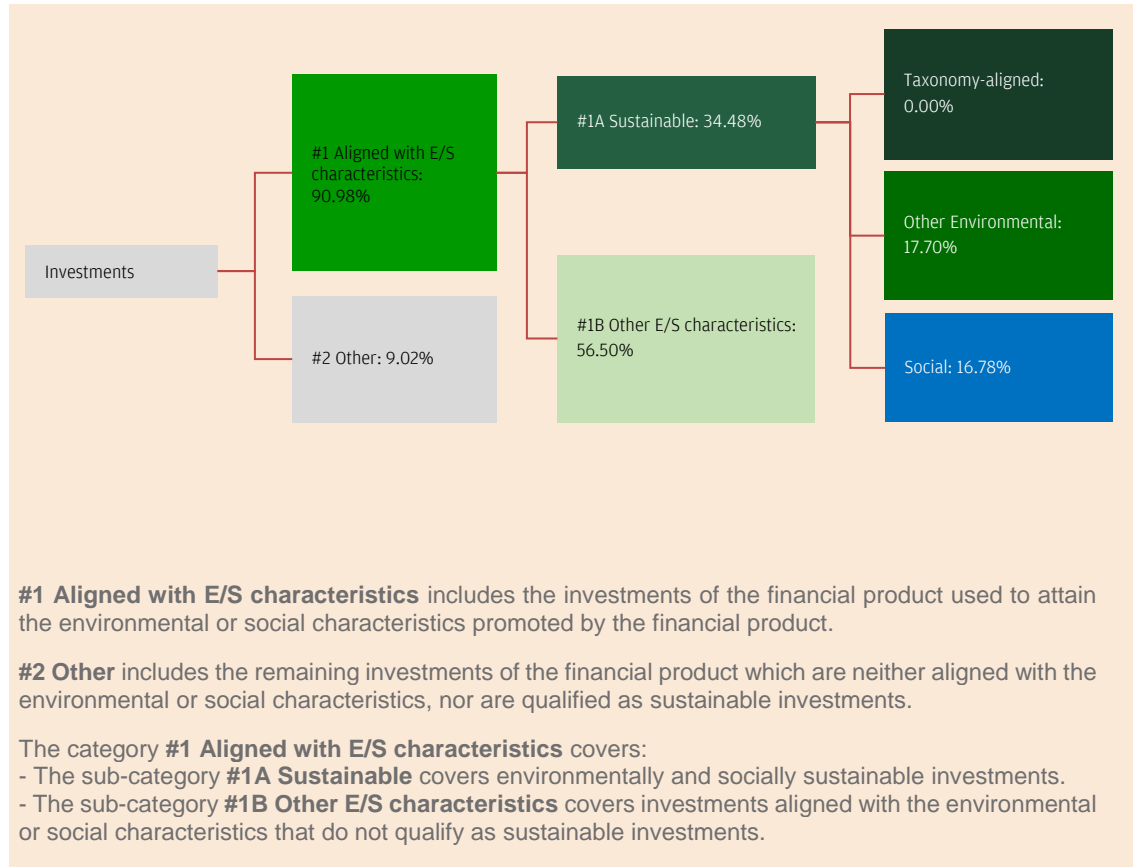 Investments
#1 Aligned with E/S
characteristics:
90.98%
#2 Other: 9.02%
#1A Sustainable: 34.48%
#1B Other E/S characteristics:
56.50%
Taxonomy-aligned:
0.00%
Other Environmental:
17.70%
Social: 16.78%
#1 Aligned with E/S characteristics includes the investments of the financial product used to attain
the environmental or social characteristics promoted by the financial product.
#2 Other includes the remaining investments of the financial product which are neither aligned with the
environmental or social characteristics, nor are qualified as sustainable investments.
The category #1 Aligned with E/S characteristics covers:
- The sub-category #1A Sustainable covers environmentally and socially sustainable investments.
- The sub-category #1B Other E/S characteristics covers investments aligned with the environmental
or social characteristics that do not qualify as sustainable investments.